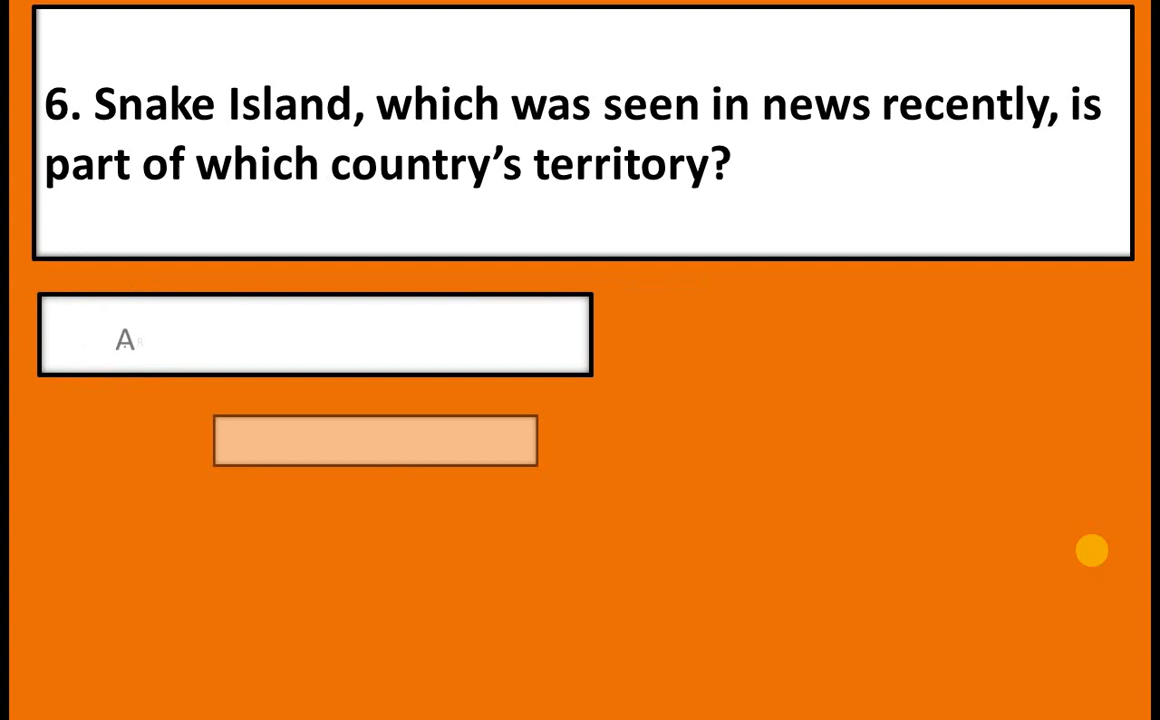 6. Snake Island, which was seen in news recently, is
part of which country’s territory?
A